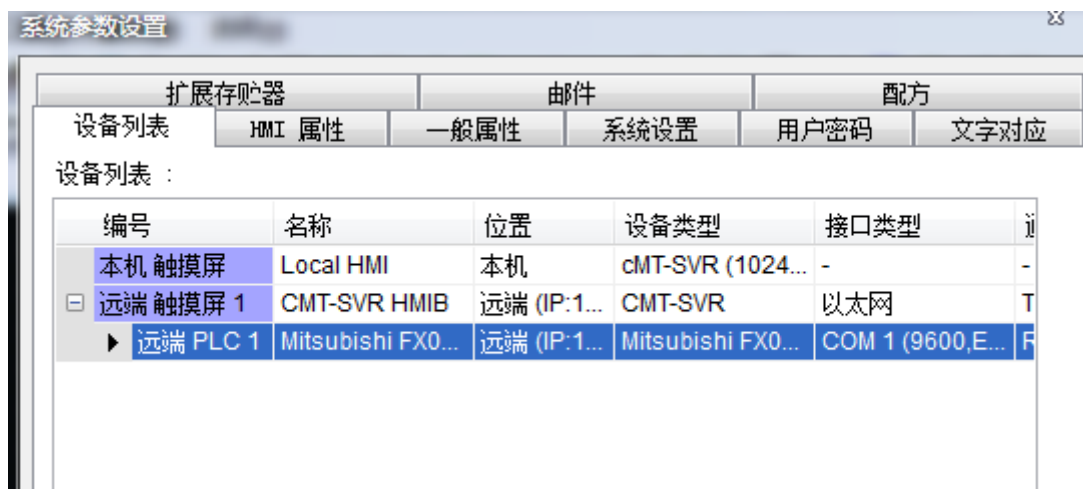 系统参数设置
扩展存贮器 邮件 配方
设备列表 HMI 属性 一般属性 系统设置 用户密码 文字对应
设备列表 :
编号 名称 位置 设备类型 接口类型
本机 触摸屏 Local HMI 本机 cMT-SVR (1024... - -
远端 触摸屏 1 CMT-SVR HMIB 远端 (IP:1... CMT-SVR 以太网 T
远端 PLC 1 Mitsubishi FX0... 远端 (IP:1... Mitsubishi FX0... COM 1 (9600,E... R